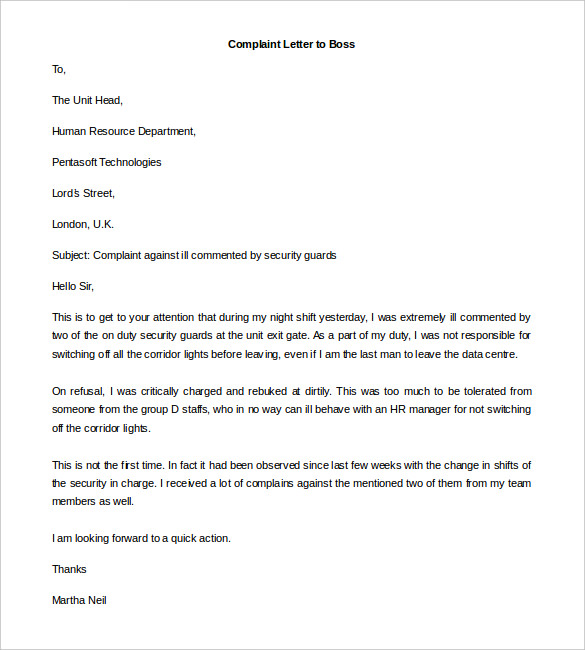 Complaint Letter to Boss
To,
The Unit Head,
Human Resource Department,
Pentasoft Technologies
Lord's Street,
London, U.K.
Subject: Complaint against ill commented by security guards
Hello Sir,
This is to get to your attention that during my night shift yesterday, I was extremely ill commented by
two of the on duty security guards at the unit exit gate. As a part of my duty, I was not responsible for
switching off all the corridor lights before leaving, even if I am the last man to leave the data centre.
On refusal, I was critically charged and rebuked at dirtily. This was too much to be tolerated from
someone from the group D staffs, who in no way can ill behave with an HR manager for not switching
off the corridor lights.
This is not the first time. In fact it had been observed since last few weeks with the change in shifts of
the security in charge. I received a lot of complains against the mentioned two of them from my team
members as well.
I am looking forward to a quick action.
Thanks
Martha Neil